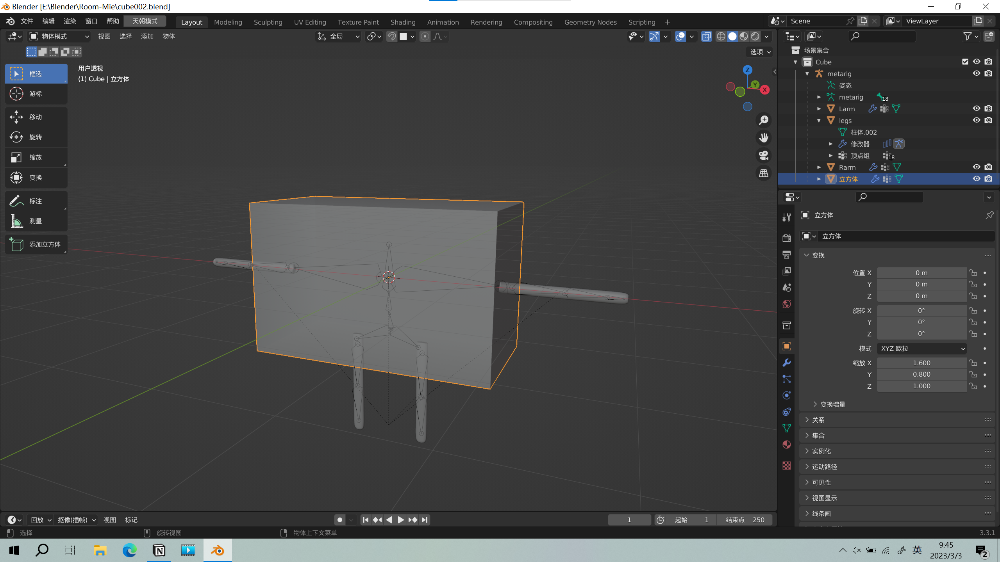 Blender [E:\Blender\Room-Mie\cube002.blend]
文件 编辑 渲染 窗口 帮助 天朝模式 Layout Modeling Sculpting UV Editing Texture Paint Shading Animation Rendering Compositing Geometry Nodes Scripting Scene ViewLayer
物体模式 视图 选择 添加 物体 全局
选项
用户透视
(1) Cube | 立方体
框选
游标
移动
旋转
缩放
变换
标注
测量
添加立方体
Z
Y
X
场景集合
Cube
metarig
姿态
metarig 18
Larm
legs
柱体.002
修改器
顶点组 18
Rarm
立方体
立方体
立方体
变换
位置 X 0 m
Y 0 m
Z 0 m
旋转 X 0°
Y 0°
Z 0°
模式 XYZ 欧拉
缩放 X 1.600
Y 0.800
Z 1.000
变换增量
关系
集合
实例化
运动路径
可见性
视图显示
线条画
回放 抠像(插帧) 视图 标记 1 起始 1 结束点 250
选择 旋转视图 物体上下文菜单 3.3.1
英 9:45
2023/3/3
2